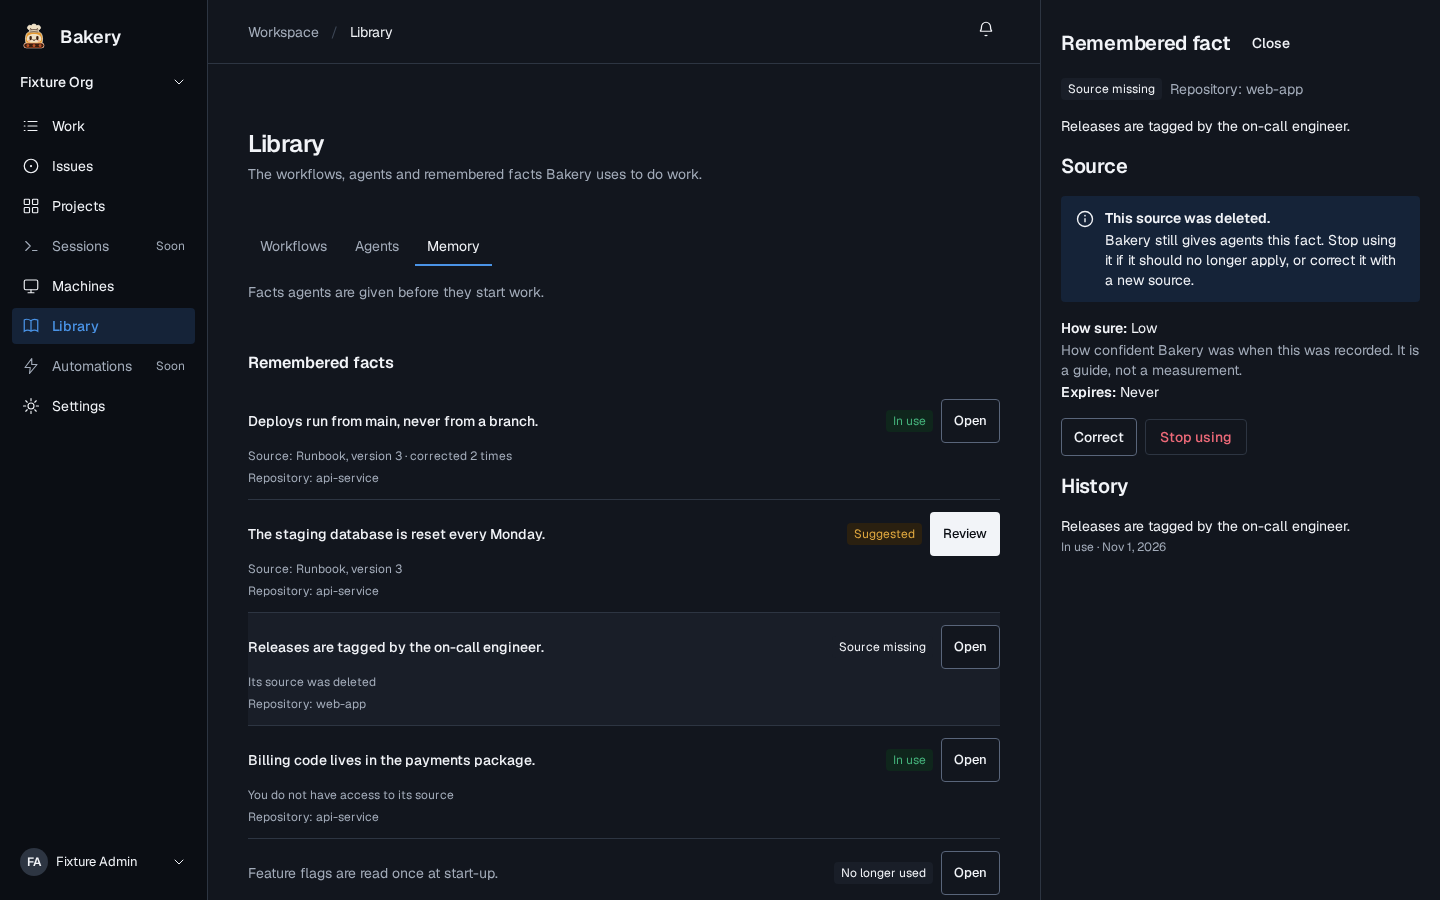 Bakery
Fixture Org
Work
Issues
Projects
Sessions Soon
Machines
Library
Automations Soon
Settings
FA Fixture Admin
Workspace / Library
Library
The workflows, agents and remembered facts Bakery uses to do work.
Workflows Agents Memory
Facts agents are given before they start work.
Remembered facts
Deploys run from main, never from a branch. In use Open
Source: Runbook, version 3 · corrected 2 times
Repository: api-service
The staging database is reset every Monday. Suggested Review
Source: Runbook, version 3
Repository: api-service
Releases are tagged by the on-call engineer. Source missing Open
Its source was deleted
Repository: web-app
Billing code lives in the payments package. In use Open
You do not have access to its source
Repository: api-service
Feature flags are read once at start-up. No longer used Open
Remembered fact Close
Source missing Repository: web-app
Releases are tagged by the on-call engineer.
Source
This source was deleted.
Bakery still gives agents this fact. Stop using
it if it should no longer apply, or correct it with
a new source.
How sure: Low
How confident Bakery was when this was recorded. It is
a guide, not a measurement.
Expires: Never
Correct Stop using
History
Releases are tagged by the on-call engineer.
In use · Nov 1, 2026